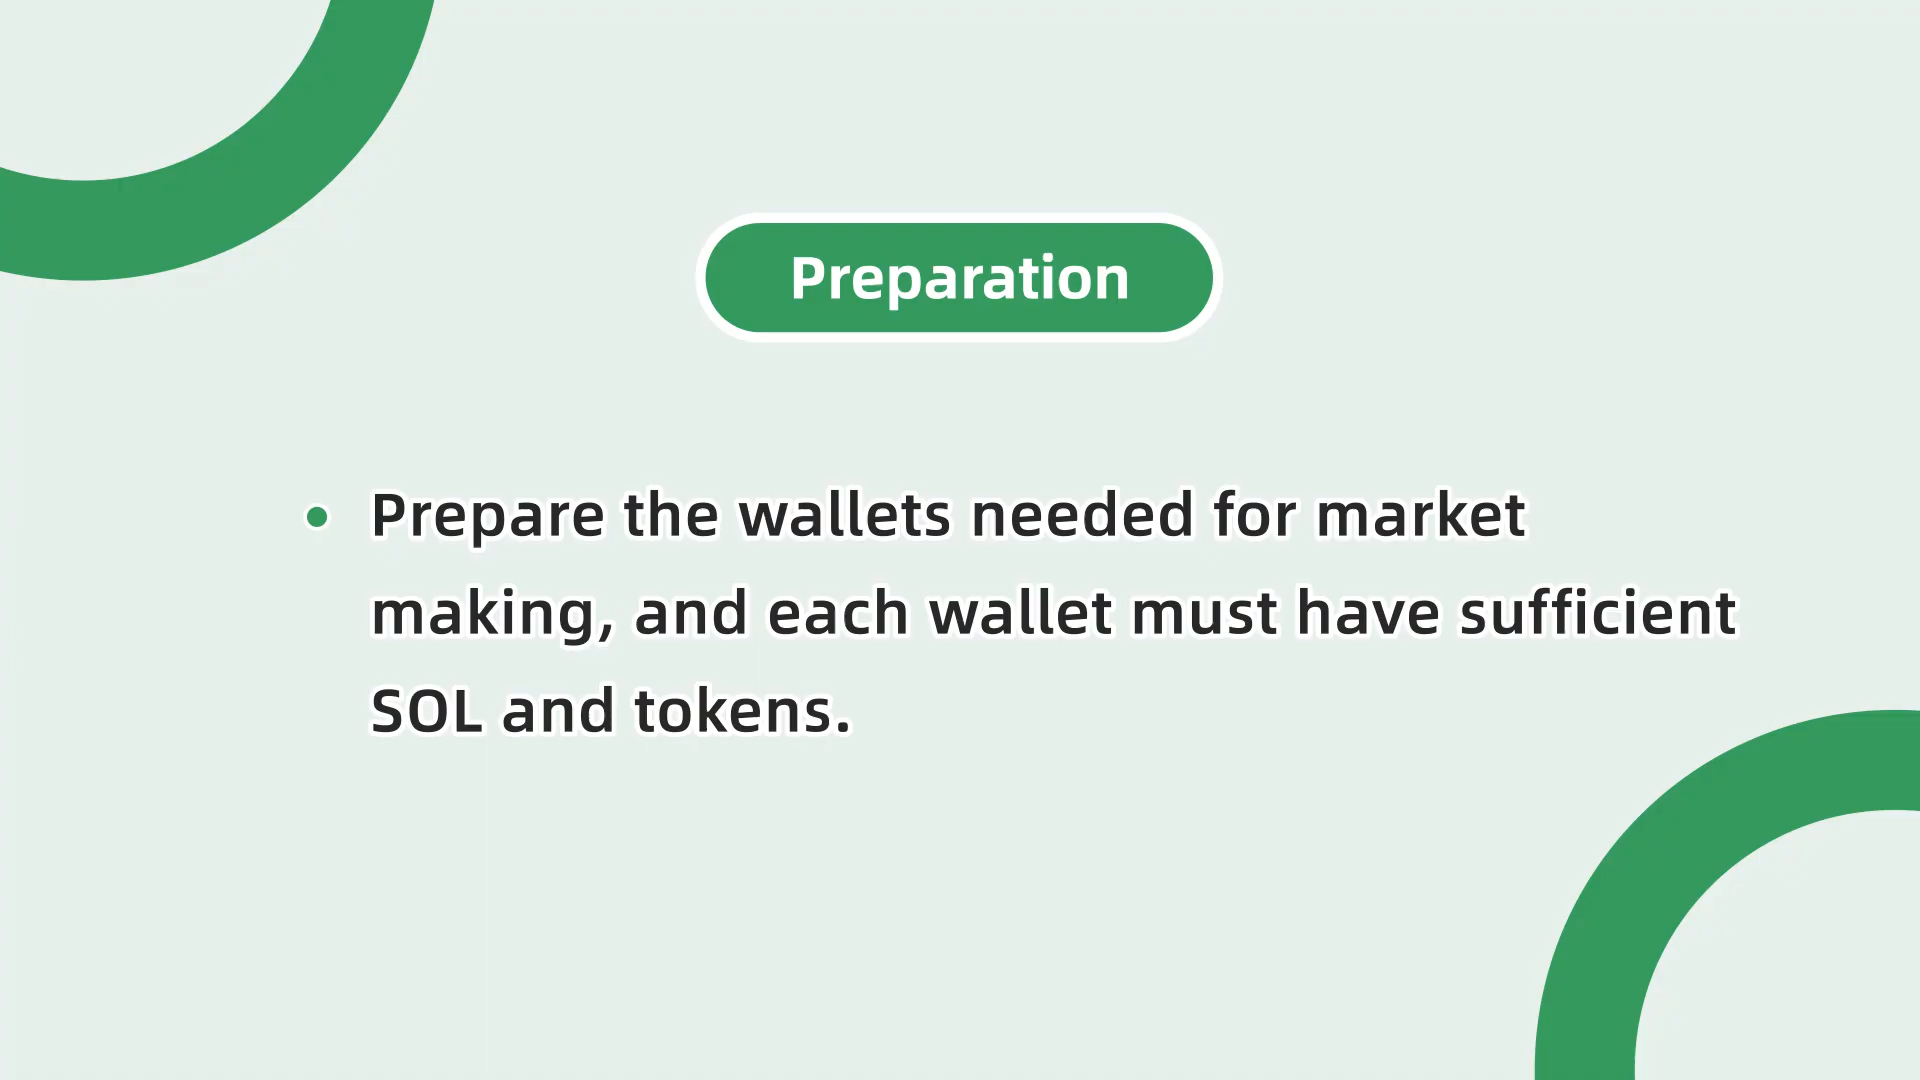 Preparation
• Prepare the wallets needed for market
making, and each wallet must have sufficient
SOL and tokens.